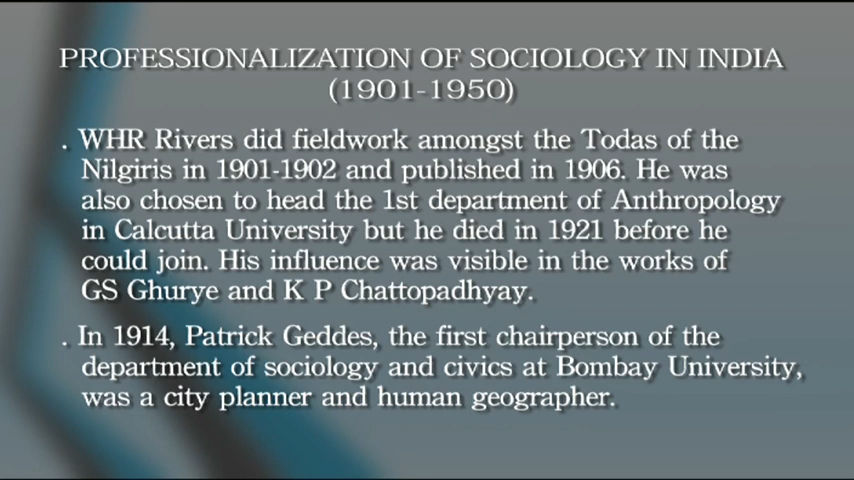 PROFESSIONALIZATION OF SOCIOLOGY IN INDIA
(1901-1950)
. WHR Rivers did fieldwork amongst the Todas of the
Nilgiris in 1901-1902 and published in 1906. He was
also chosen to head the 1st department of Anthropology
in Calcutta University but he died in 1921 before he
could join. His influence was visible in the works of
GS Ghurye and K P Chattopadhyay.
. In 1914, Patrick Geddes, the first chairperson of the
department of sociology and civics at Bombay University,
was a city planner and human geographer.